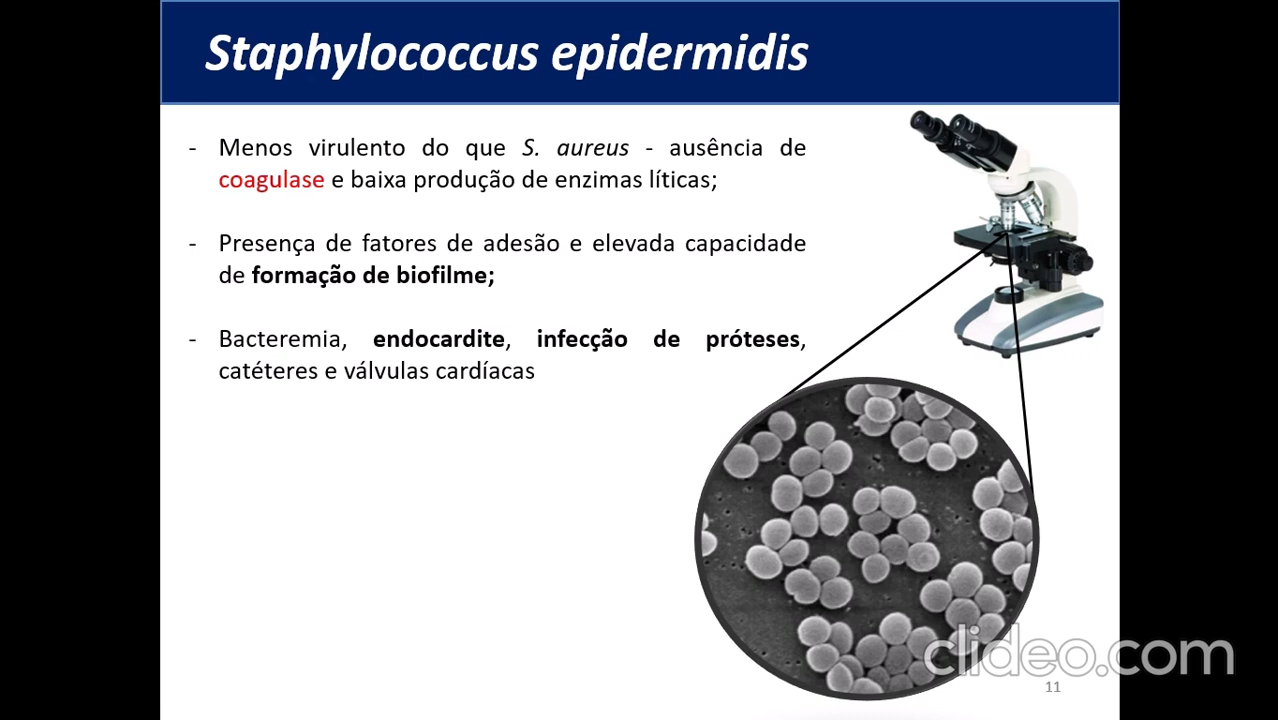 Staphylococcus epidermidis
- Menos virulento do que S. aureus - ausência de
coagulase e baixa produção de enzimas líticas;
- Presença de fatores de adesão e elevada capacidade
de formação de biofilme;
- Bacteremia, endocardite, infecção de próteses,
catéteres e válvulas cardíacas
clideo.com
11